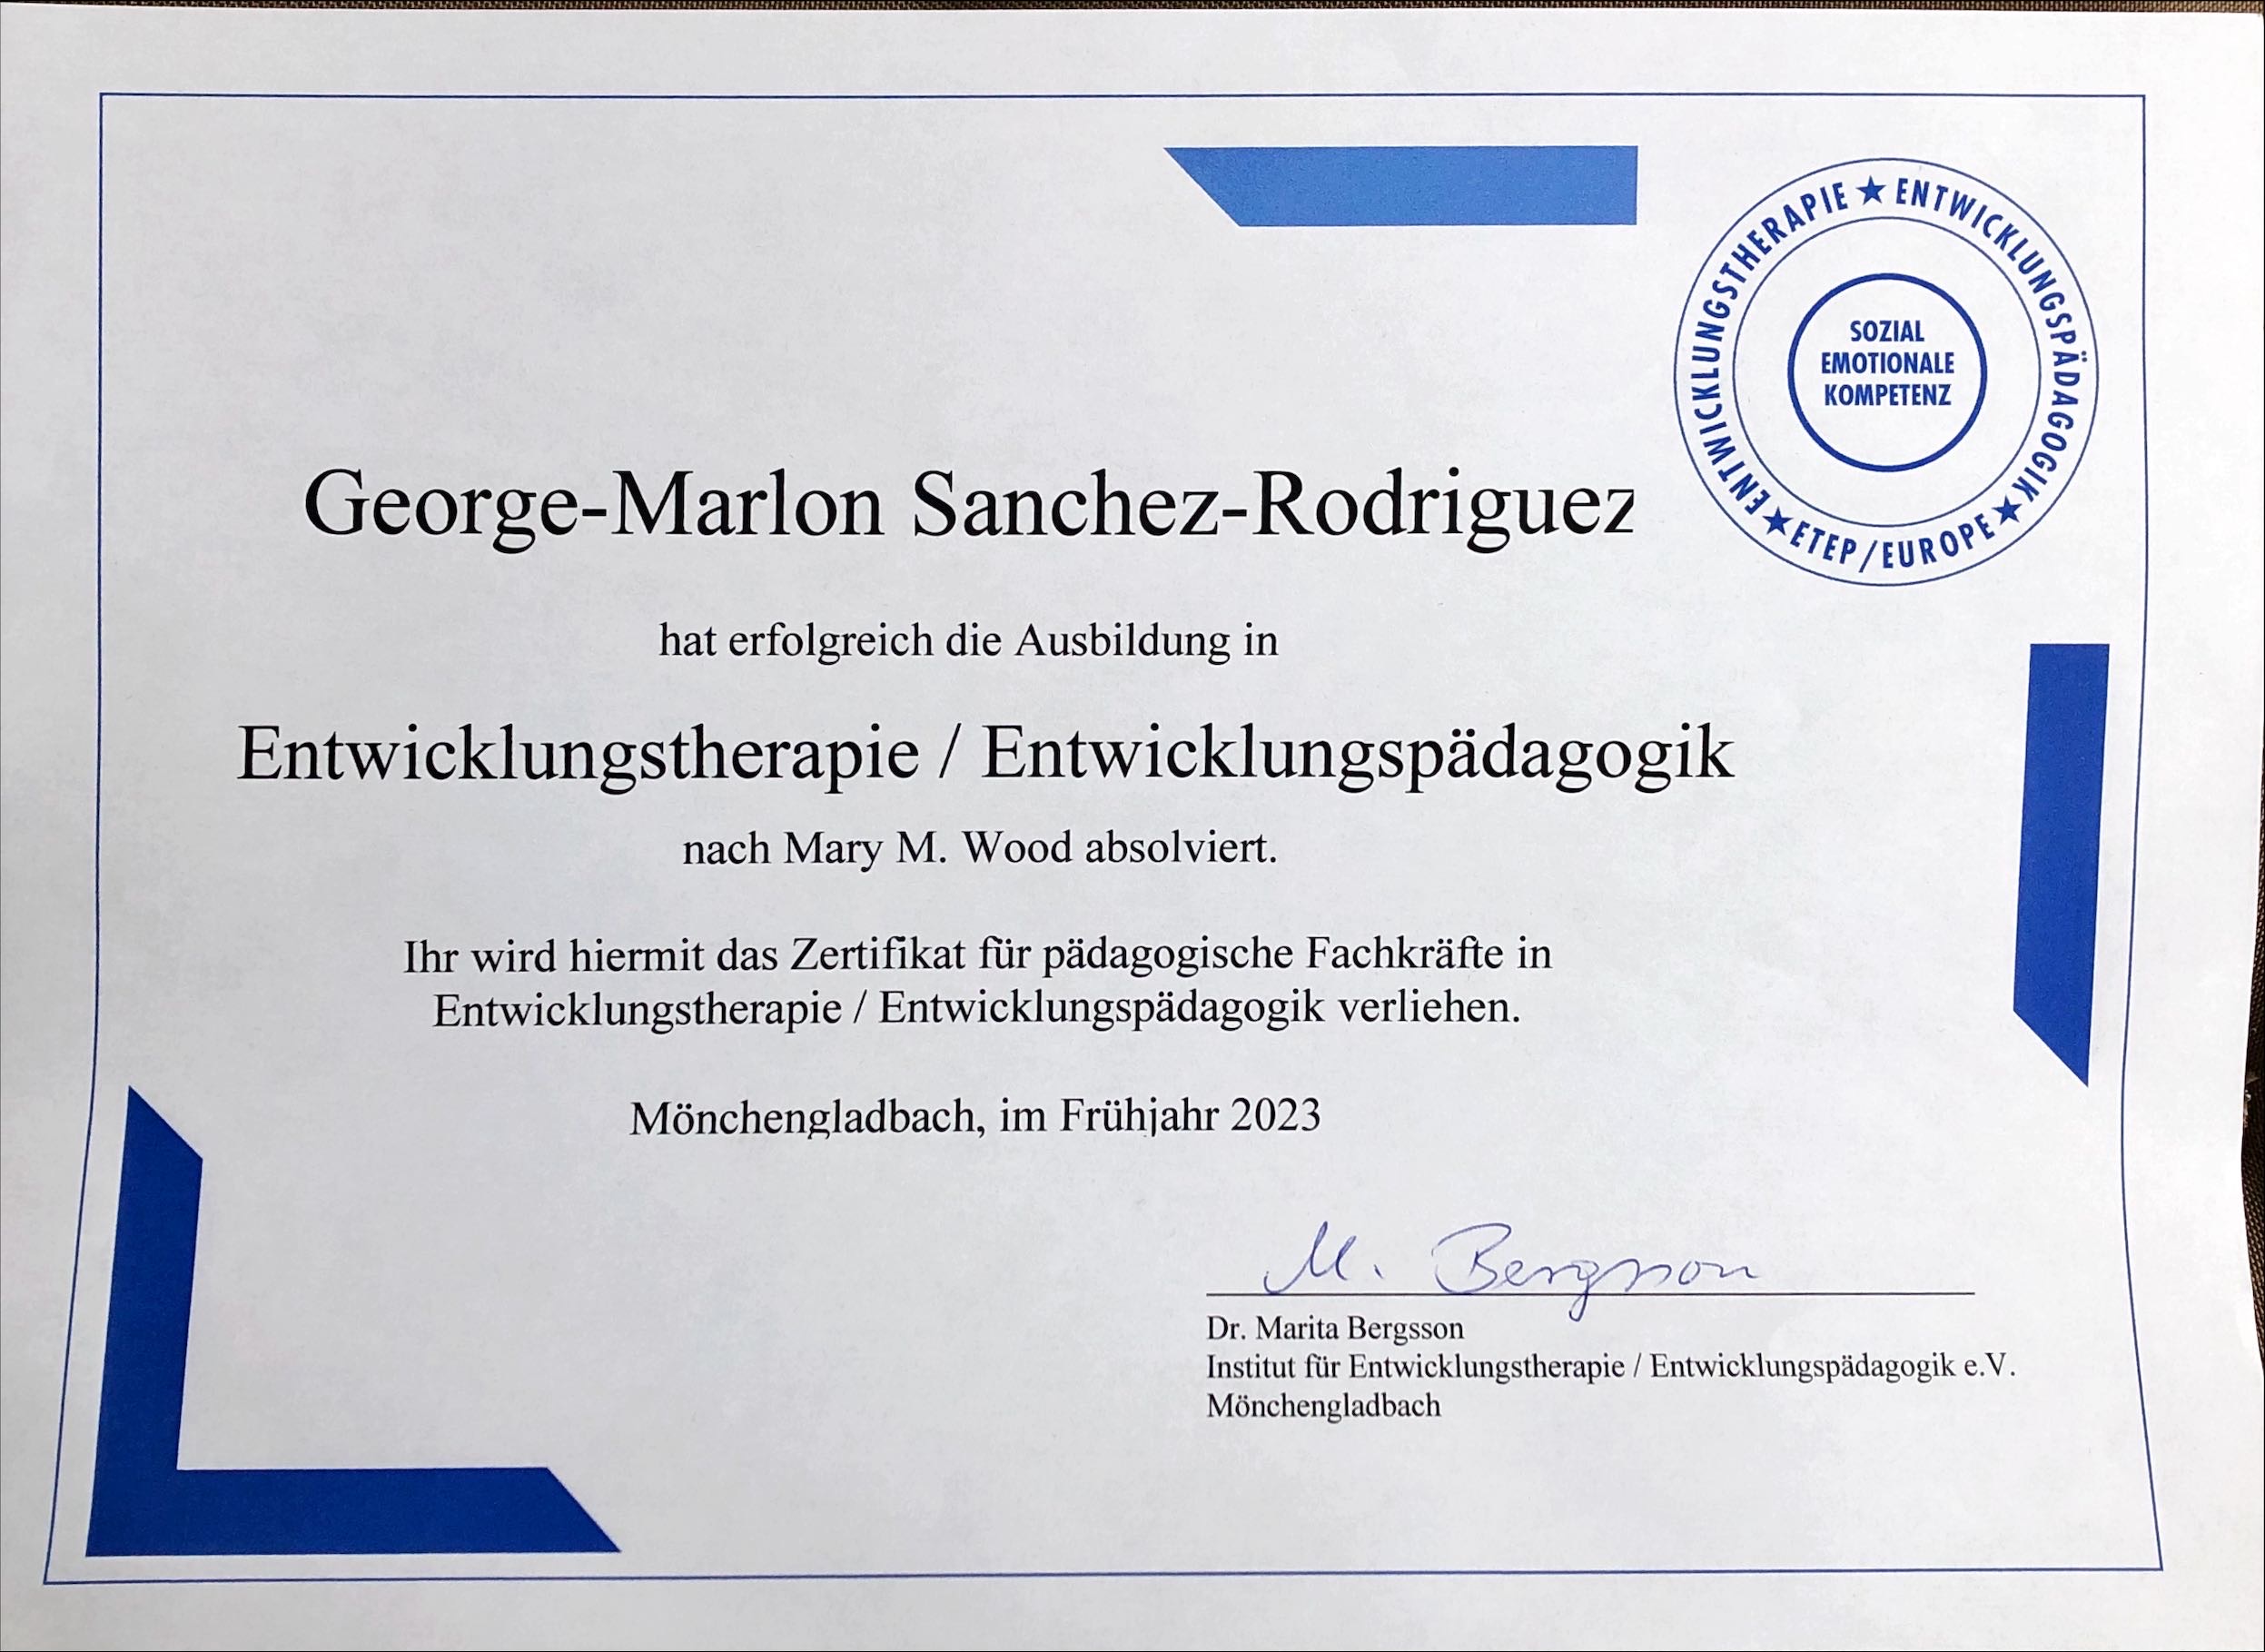 ENTWICKLUNGSTHERAPIE ★ ENTWICKLUNGSPÄDAGOGIK ★ ETEP/EUROPE ★
SOZIAL
EMOTIONALE
KOMPETENZ
George-Marlon Sanchez-Rodriguez
hat erfolgreich die Ausbildung in
Entwicklungstherapie / Entwicklungspädagogik
nach Mary M. Wood absolviert.
Ihr wird hiermit das Zertifikat für pädagogische Fachkräfte in
Entwicklungstherapie / Entwicklungspädagogik verliehen.
Mönchengladbach, im Frühjahr 2023
M. Bergsson
Dr. Marita Bergsson
Institut für Entwicklungstherapie / Entwicklungspädagogik e.V.
Mönchengladbach